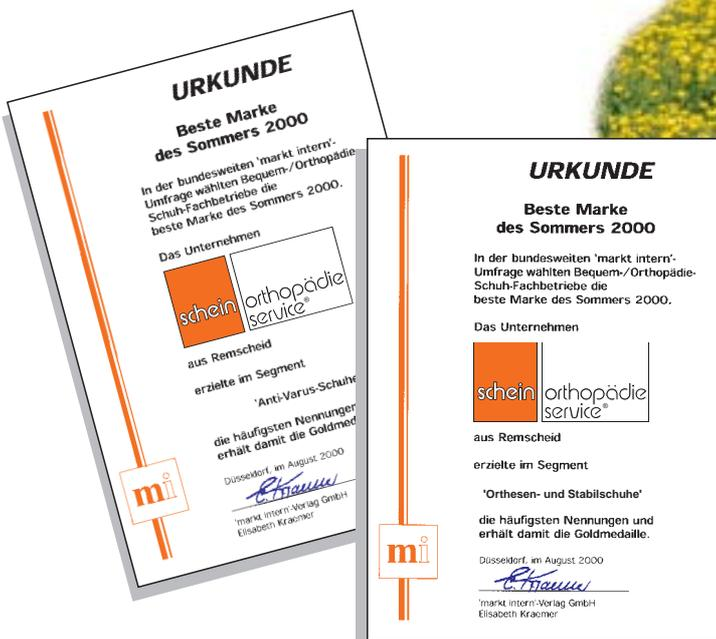 URKUNDE
Beste Marke
des Sommers 2000
In der bundesweiten 'markt intern'-
Umfrage wählten Bequem-/Orthopädie
Schuh-Fachbetriebe die
beste Marke des Sommers 2000.
Das Unternehmen
schein orthopädie
service®
aus Remscheid
erzielte im Segment
'Anti-Varus-Schuhe
die häufigsten Nennungen
erhält damit die Goldmed
Düsseldorf, im August 2000
E. Kraemer
'markt intern'-Verlag GmbH
Elisabeth Kraemer
mi
URKUNDE
Beste Marke
des Sommers 2000
In der bundesweiten 'markt intern'-
Umfrage wählten Bequem-/Orthopädie-
Schuh-Fachbetriebe die
beste Marke des Sommers 2000.
Das Unternehmen
schein orthopädie
service®
aus Remscheid
erzielte im Segment
'Orthesen- und Stabilschuhe'
die häufigsten Nennungen und
erhält damit die Goldmedaille.
Düsseldorf, im August 2000
E. Kraemer
'markt intern'-Verlag GmbH
Elisabeth Kraemer
mi